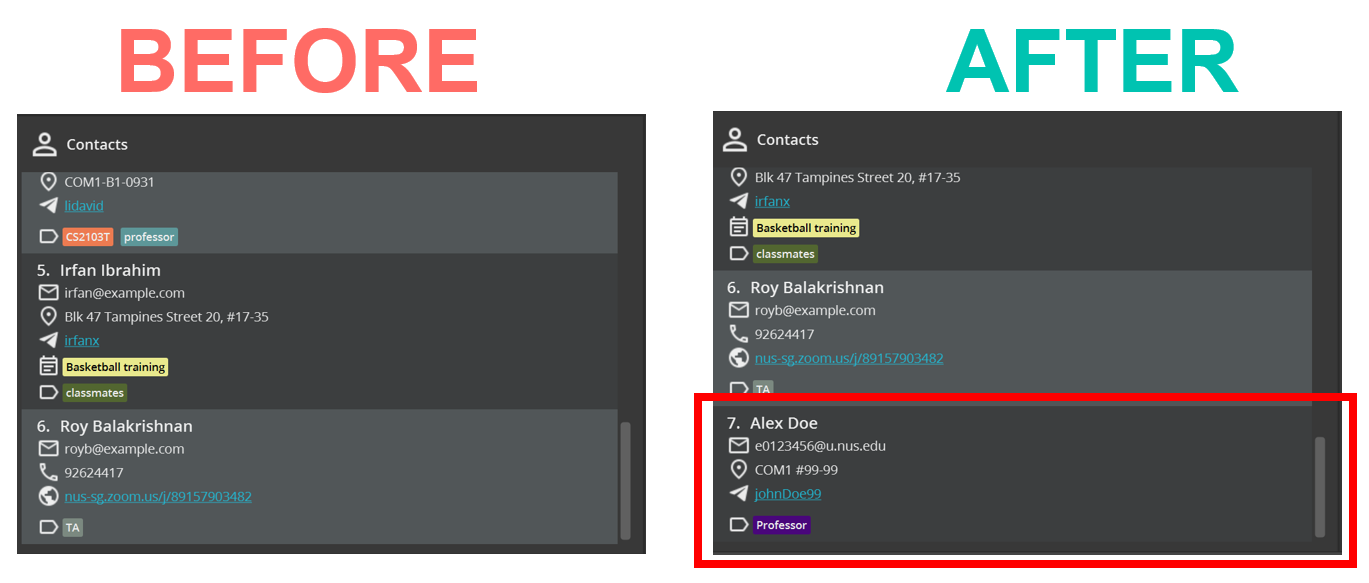 BEFORE
Contacts
COM1-B1-0931
lidavid
CS2103T professor
5. Irfan Ibrahim
irfan@example.com
Blk 47 Tampines Street 20, #17-35
irfanx
Basketball training
classmates
6. Roy Balakrishnan
royb@example.com
92624417
nus-sg.zoom.us/j/89157903482
TA
AFTER
Contacts
Blk 47 Tampines Street 20, #17-35
irfanx
Basketball training
classmates
6. Roy Balakrishnan
royb@example.com
92624417
nus-sg.zoom.us/j/89157903482
TA
7. Alex Doe
e0123456@u.nus.edu
COM1 #99-99
johnDoe99
Professor